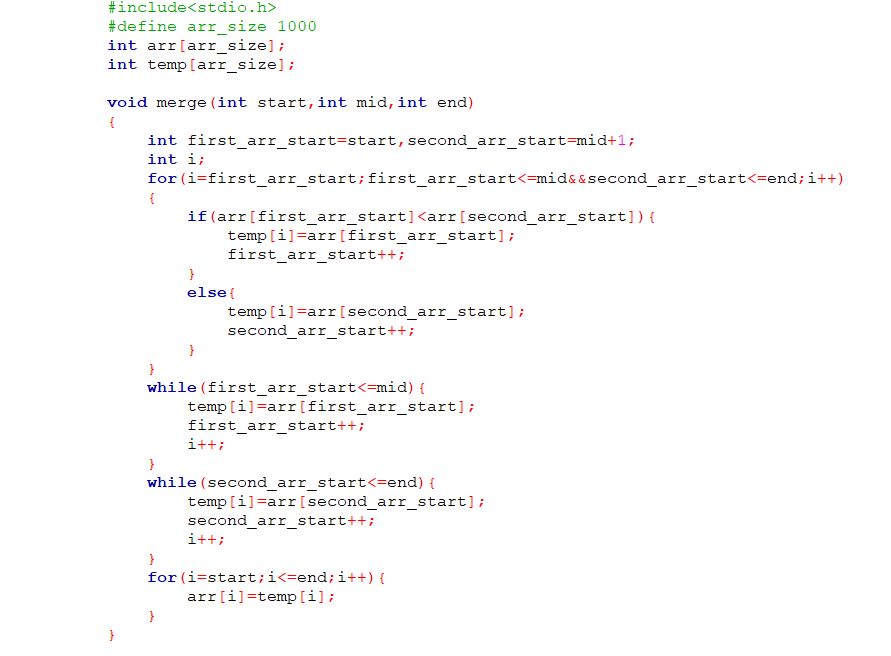 #include<stdio.h>
#define arr_size 1000
int arr[arr_size];
int temp[arr_size];

void merge(int start,int mid,int end)
{
    int first_arr_start=start,second_arr_start=mid+1;
    int i;
    for(i=first_arr_start;first_arr_start<=mid&&second_arr_start<=end;i++)
    {
        if(arr[first_arr_start]<arr[second_arr_start]){
            temp[i]=arr[first_arr_start];
            first_arr_start++;
        }
        else{
            temp[i]=arr[second_arr_start];
            second_arr_start++;
        }
    }
    while(first_arr_start<=mid){
        temp[i]=arr[first_arr_start];
        first_arr_start++;
        i++;
    }
    while(second_arr_start<=end){
        temp[i]=arr[second_arr_start];
        second_arr_start++;
        i++;
    }
    for(i=start;i<=end;i++){
        arr[i]=temp[i];
    }
}